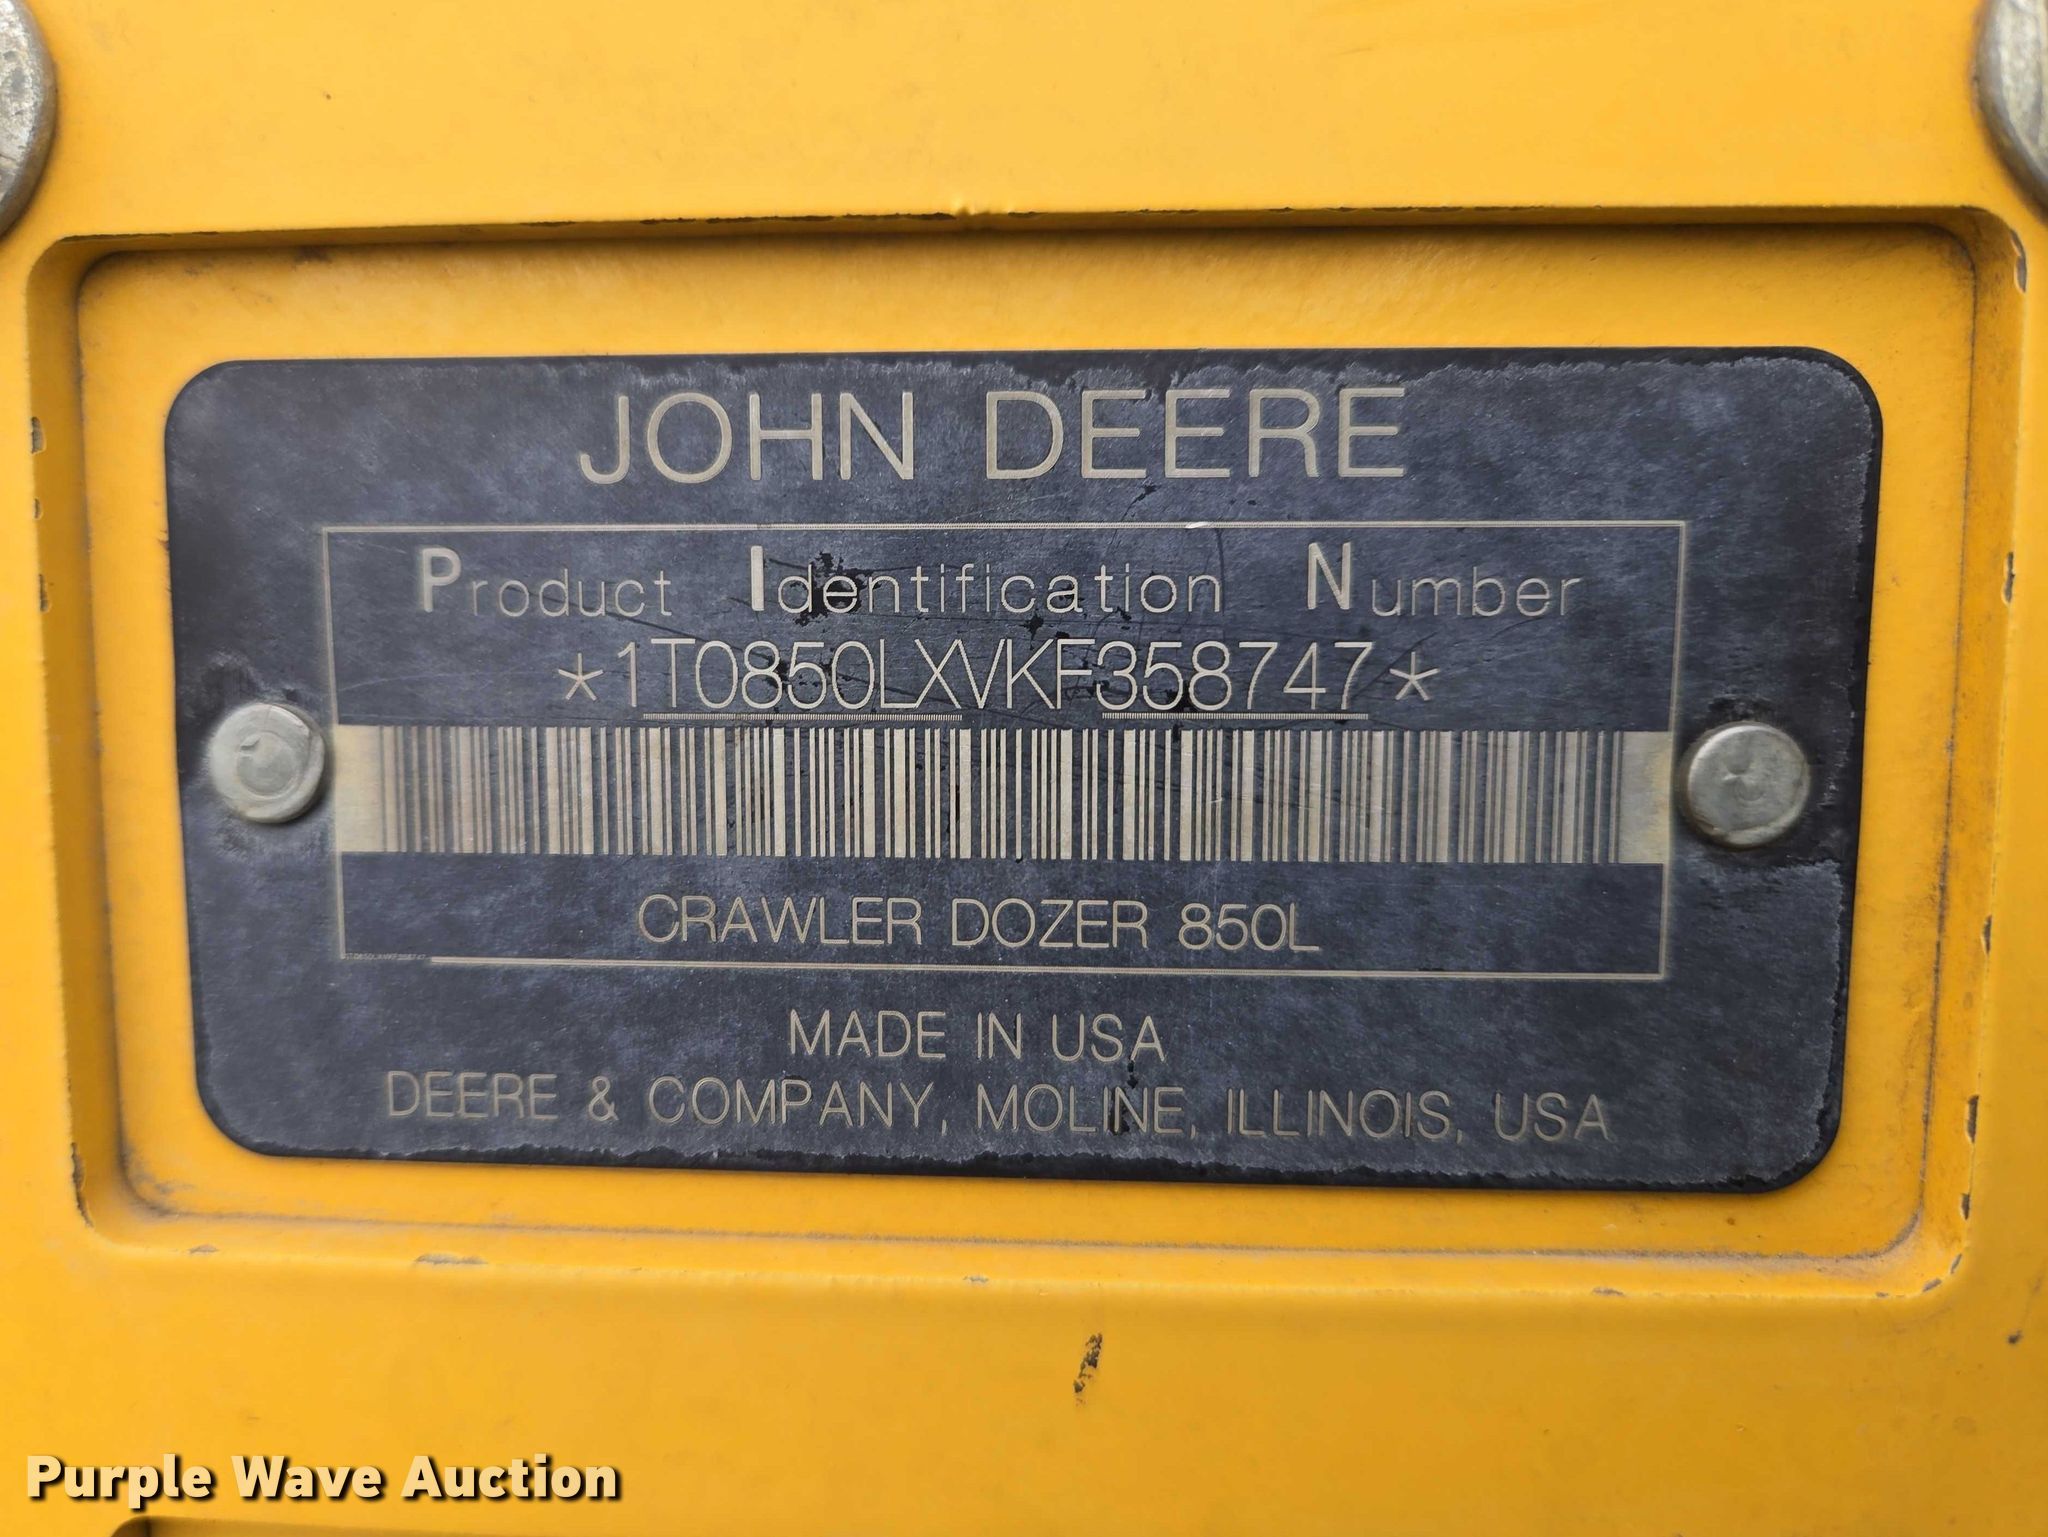 JOHN DEERE
Product Identification Number
*1T0850LXVKF358747*
CRAWLER DOZER 850L
1T0850LXVKF358747
MADE IN USA
DEERE & COMPANY, MOLINE, ILLINOIS, USA
Purple Wave Auction